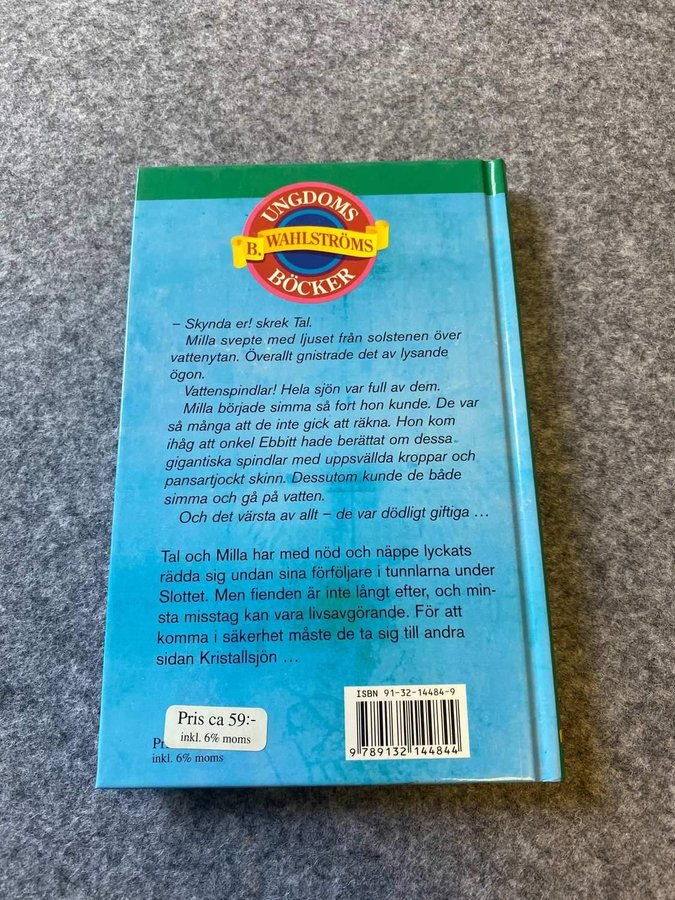 UNGDOMS
B. WAHLSTRÖMS
BÖCKER
– Skynda er! skrek Tal.
Milla svepte med ljuset från solstenen över
vattenytan. Överallt gnistrade det av lysande
ögon.
Vattenspindlar! Hela sjön var full av dem.
Milla började simma så fort hon kunde. De var
så många att de inte gick att räkna. Hon kom
ihåg att onkel Ebbitt hade berättat om dessa
gigantiska spindlar med uppsvällda kroppar och
pansartjockt skinn. Dessutom kunde de både
simma och gå på vatten.
Och det värsta av allt – de var dödligt giftiga ...
Tal och Milla har med nöd och näppe lyckats
rädda sig undan sina förföljare i tunnlarna under
Slottet. Men fienden är inte långt efter, och min-
sta misstag kan vara livsavgörande. För att
komma i säkerhet måste de ta sig till andra
sidan Kristallsjön ...
ISBN 91-32-14484-9
9 789132 144844
Pris ca 59:-
inkl. 6% moms
inkl. 6% moms